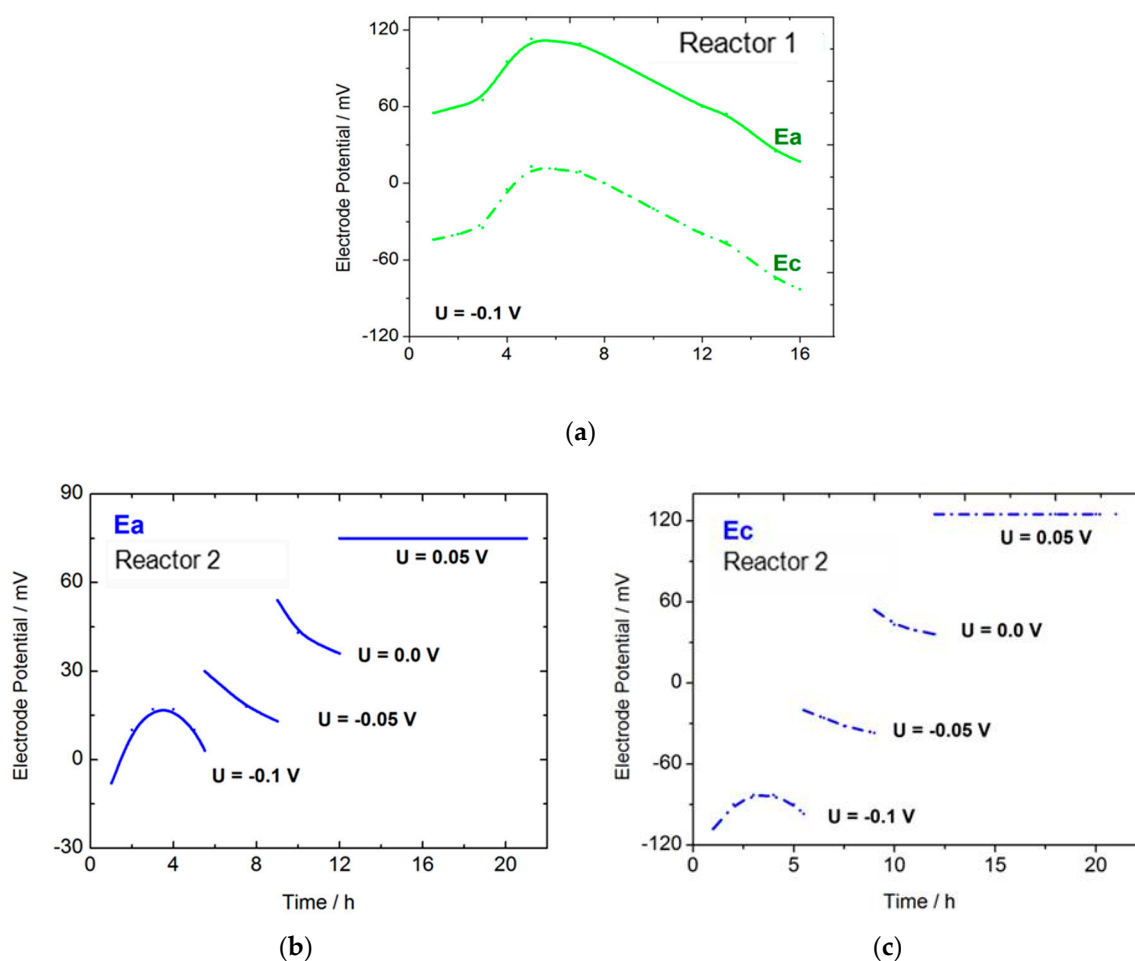 Reactor 1
Electrode Potential / mV
120
60
0
-60
-120
Ea
Ec
U = -0.1 V
0 4 8 12 16
(a)
Ea
Reactor 2
Electrode Potential / mV
90
60
30
0
-30
U = 0.05 V
U = 0.0 V
U = -0.05 V
U = -0.1 V
0 4 8 12 16 20
Time / h
(b)
Ec
Reactor 2
Electrode Potential / mV
120
60
0
-60
-120
U = 0.05 V
U = 0.0 V
U = -0.05 V
U = -0.1 V
0 5 10 15 20
Time / h
(c)